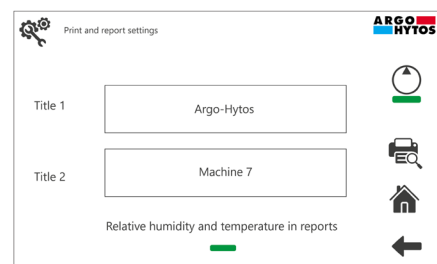 Print and report settings
ARGO
HYTOS
Title 1
Argo-Hytos
Title 2
Machine 7
Relative humidity and temperature in reports